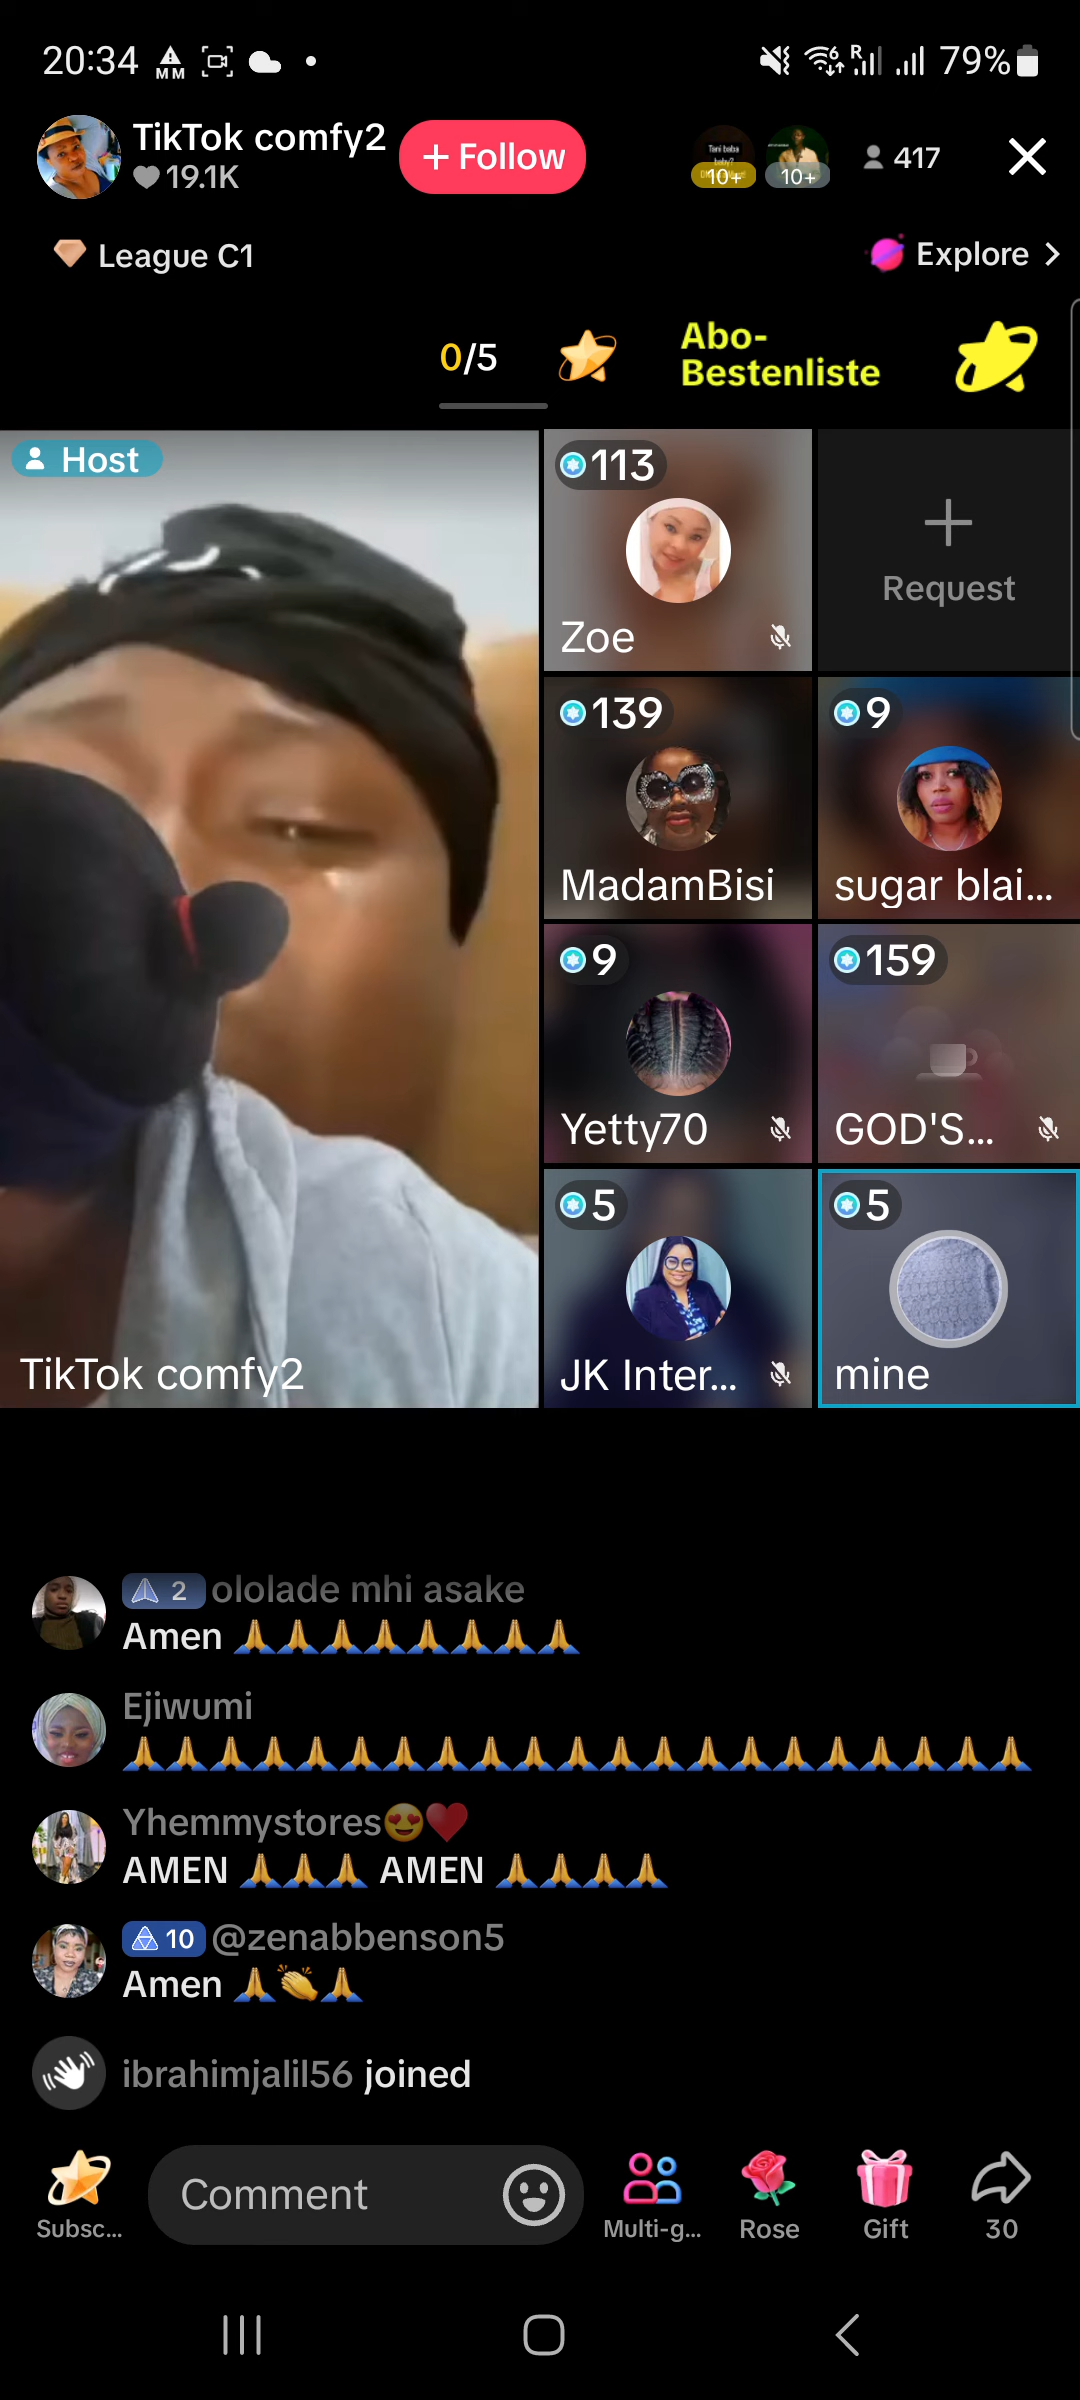 20:34
MM
R
79%
TikTok comfy2
19.1K
+ Follow
10+
10+
417
League C1
Explore
0/5
Abo-
Bestenliste
Host
TikTok comfy2
113
Zoe
Request
139
MadamBisi
9
sugar blai...
9
Yetty70
159
GOD'S...
5
JK Inter...
5
mine
2 ololade mhi asake
Amen 🙏🙏🙏🙏🙏🙏🙏🙏
Ejiwumi
🙏🙏🙏🙏🙏🙏🙏🙏🙏🙏🙏🙏🙏🙏🙏🙏🙏🙏🙏🙏🙏
Yhemmystores😍❤️
AMEN 🙏🙏🙏 AMEN 🙏🙏🙏🙏
10 @zenabbenson5
Amen 🙏👏🙏
ibrahimjalil56 joined
Subsc...
Comment
Multi-g...
Rose
Gift
30